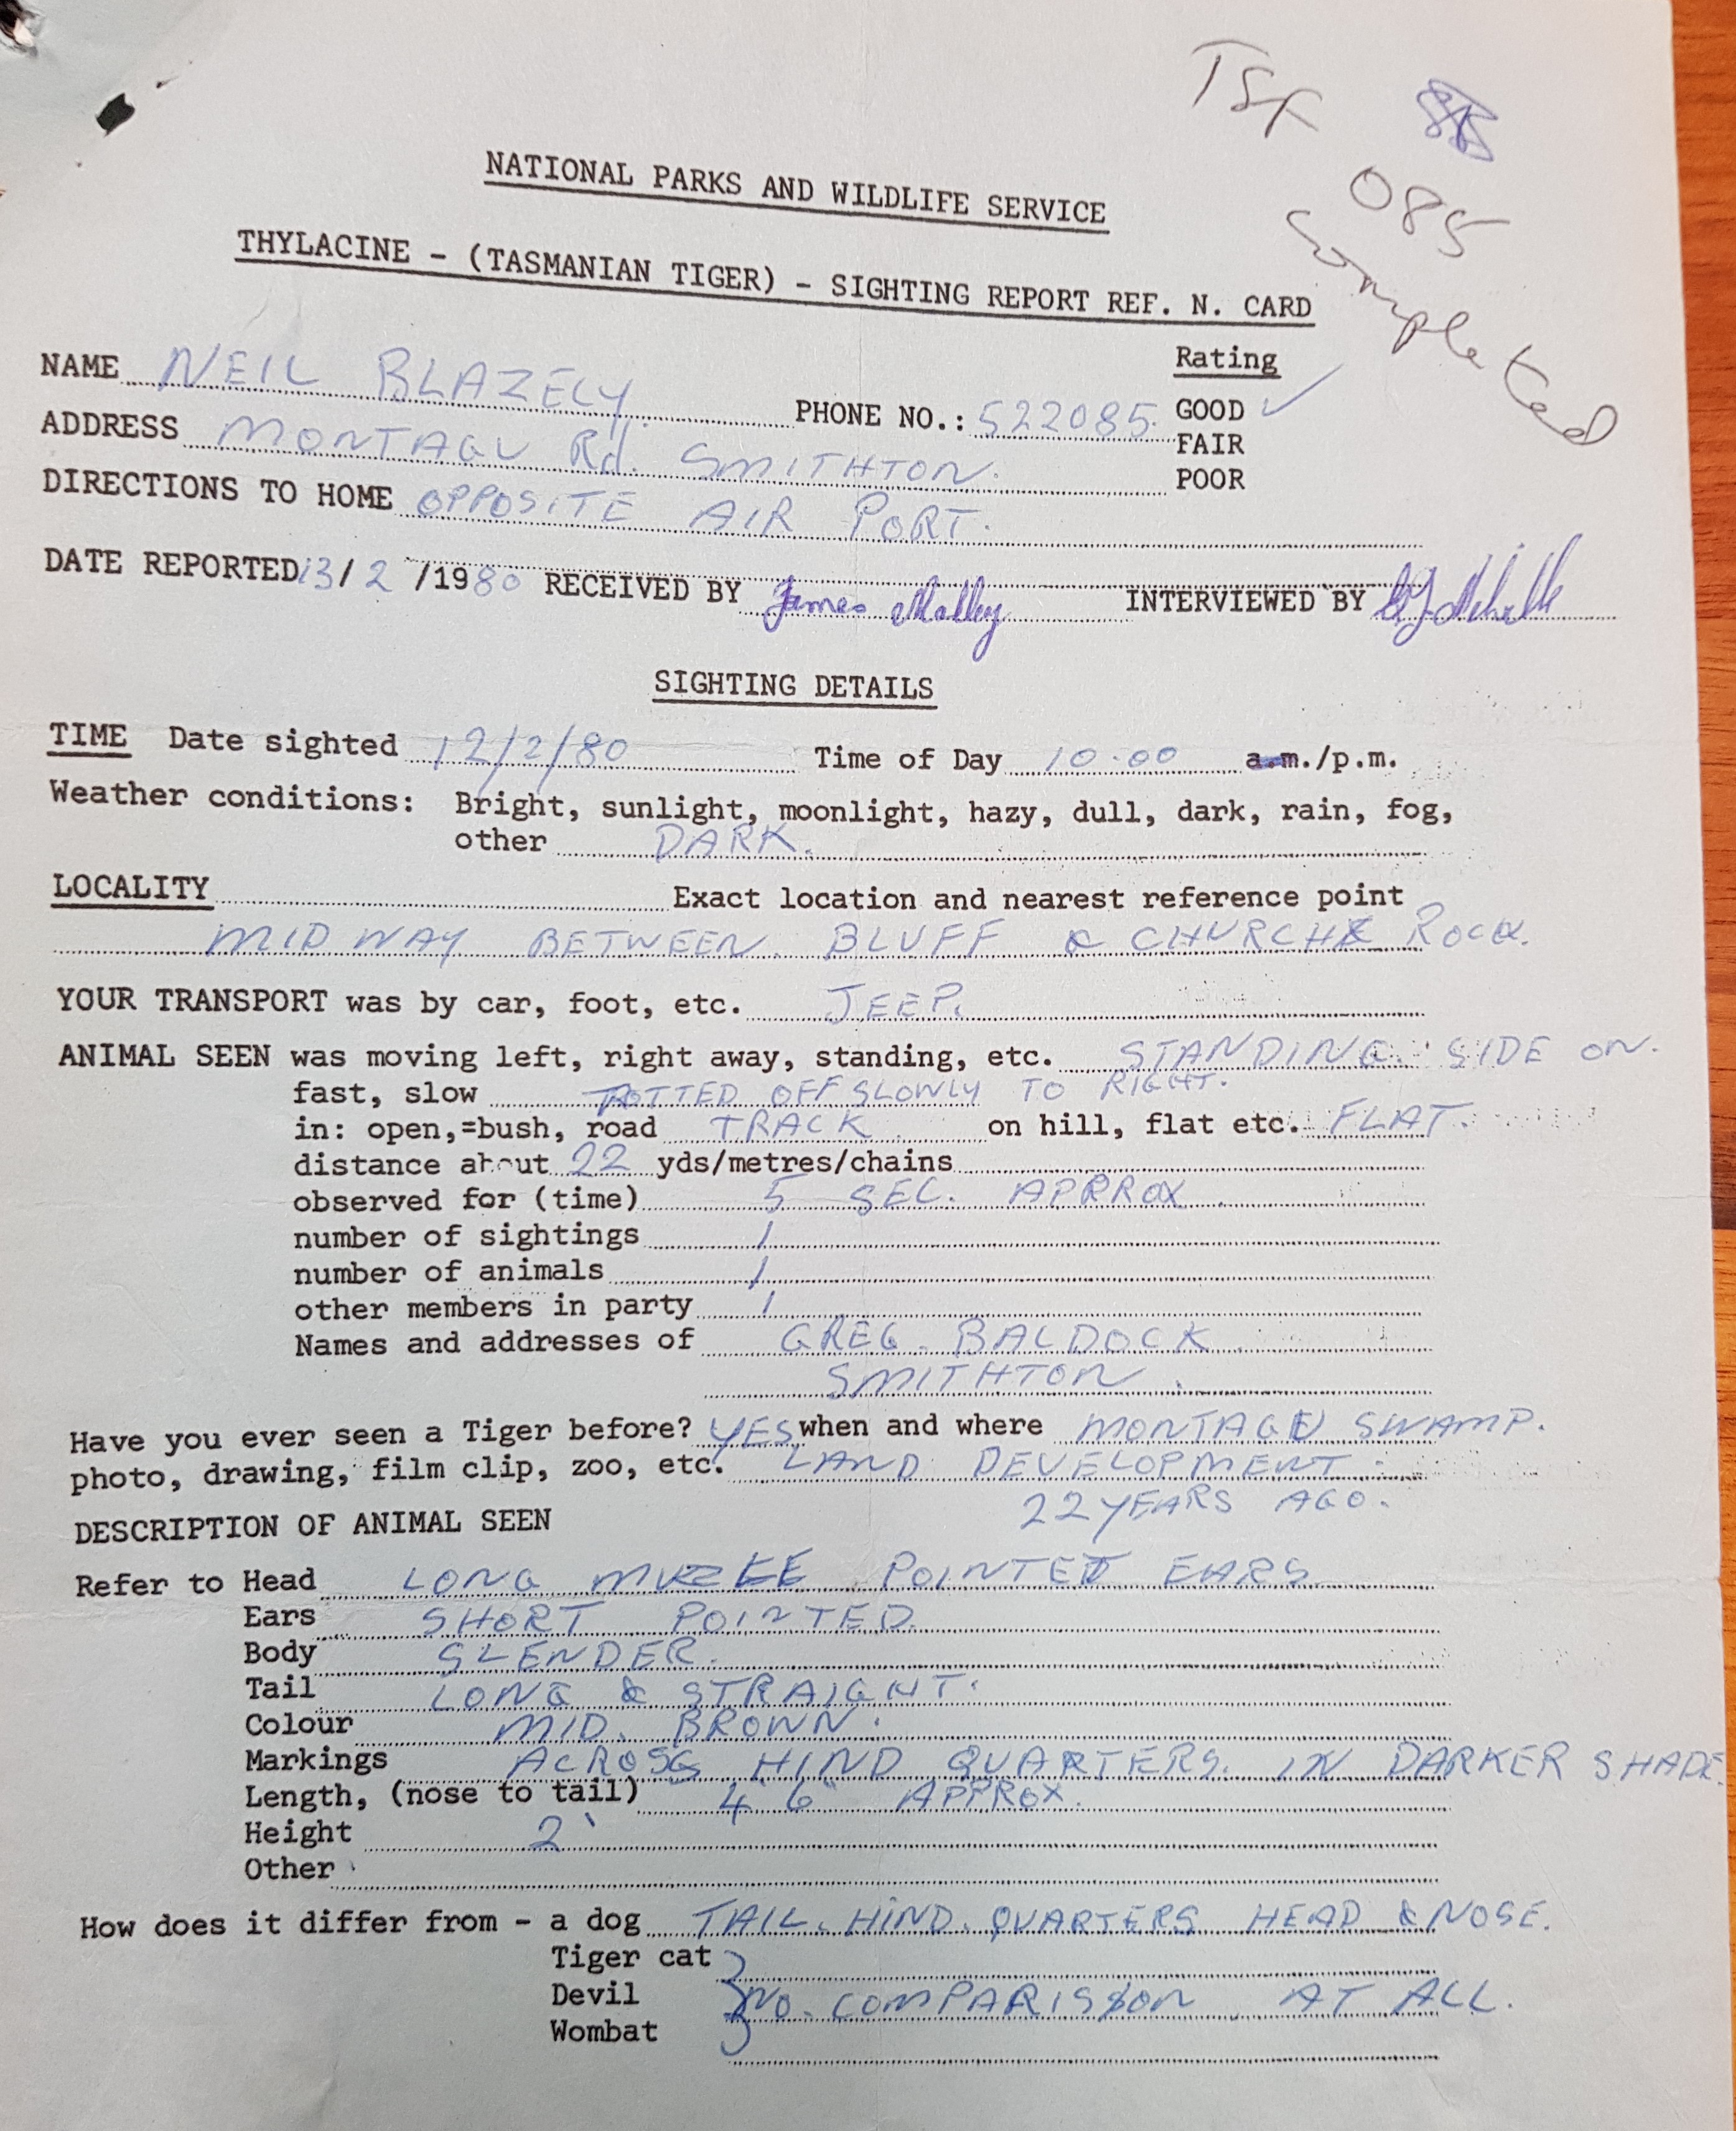 TSF
085
Completed
NATIONAL PARKS AND WILDLIFE SERVICE
THYLACINE - (TASMANIAN TIGER) - SIGHTING REPORT REF. N. CARD
NAME NEIL BLAZELY.
Rating
PHONE NO.: 522085. GOOD ✓
ADDRESS MONTAGU Rd. SMITHTON.
FAIR
POOR
DIRECTIONS TO HOME OPPOSITE AIR PORT.
DATE REPORTED 13/2/1980 RECEIVED BY James Malley INTERVIEWED BY
SIGHTING DETAILS
TIME Date sighted 12/2/80 Time of Day 10.00 a.m./p.m.
Weather conditions: Bright, sunlight, moonlight, hazy, dull, dark, rain, fog,
other DARK.
LOCALITY Exact location and nearest reference point
MID WAY BETWEEN BLUFF & CHURCH ROCK.
YOUR TRANSPORT was by car, foot, etc. JEEP.
ANIMAL SEEN was moving left, right away, standing, etc. STANDING SIDE ON.
fast, slow TROTTED OFF SLOWLY TO RIGHT.
in: open,=bush, road TRACK on hill, flat etc. FLAT.
distance about 22 yds/metres/chains
observed for (time) 5 SEC. APPROX.
number of sightings 1
number of animals 1
other members in party 1
Names and addresses of GREG. BALDOCK.
SMITHTON.
Have you ever seen a Tiger before? YES when and where MONTAGU SWAMP.
photo, drawing, film clip, zoo, etc. LAND DEVELOPMENT.
22 YEARS AGO.
DESCRIPTION OF ANIMAL SEEN
Refer to Head LONG POINTED EARS
Ears SHORT POINTED.
Body SLENDER.
Tail LONG & STRAIGHT.
Colour MID. BROWN.
Markings ACROSS HIND QUARTERS. IN DARKER SHADE.
Length, (nose to tail) 4' 6" APPROX.
Height 2'
Other
How does it differ from - a dog TAIL. HIND. QUARTERS HEAD & NOSE.
Tiger cat
Devil NO. COMPARISON AT ALL.
Wombat